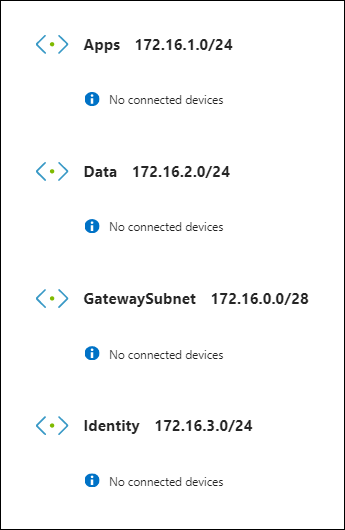 Apps 172.16.1.0/24
No connected devices
Data 172.16.2.0/24
No connected devices
GatewaySubnet 172.16.0.0/28
No connected devices
Identity 172.16.3.0/24
No connected devices